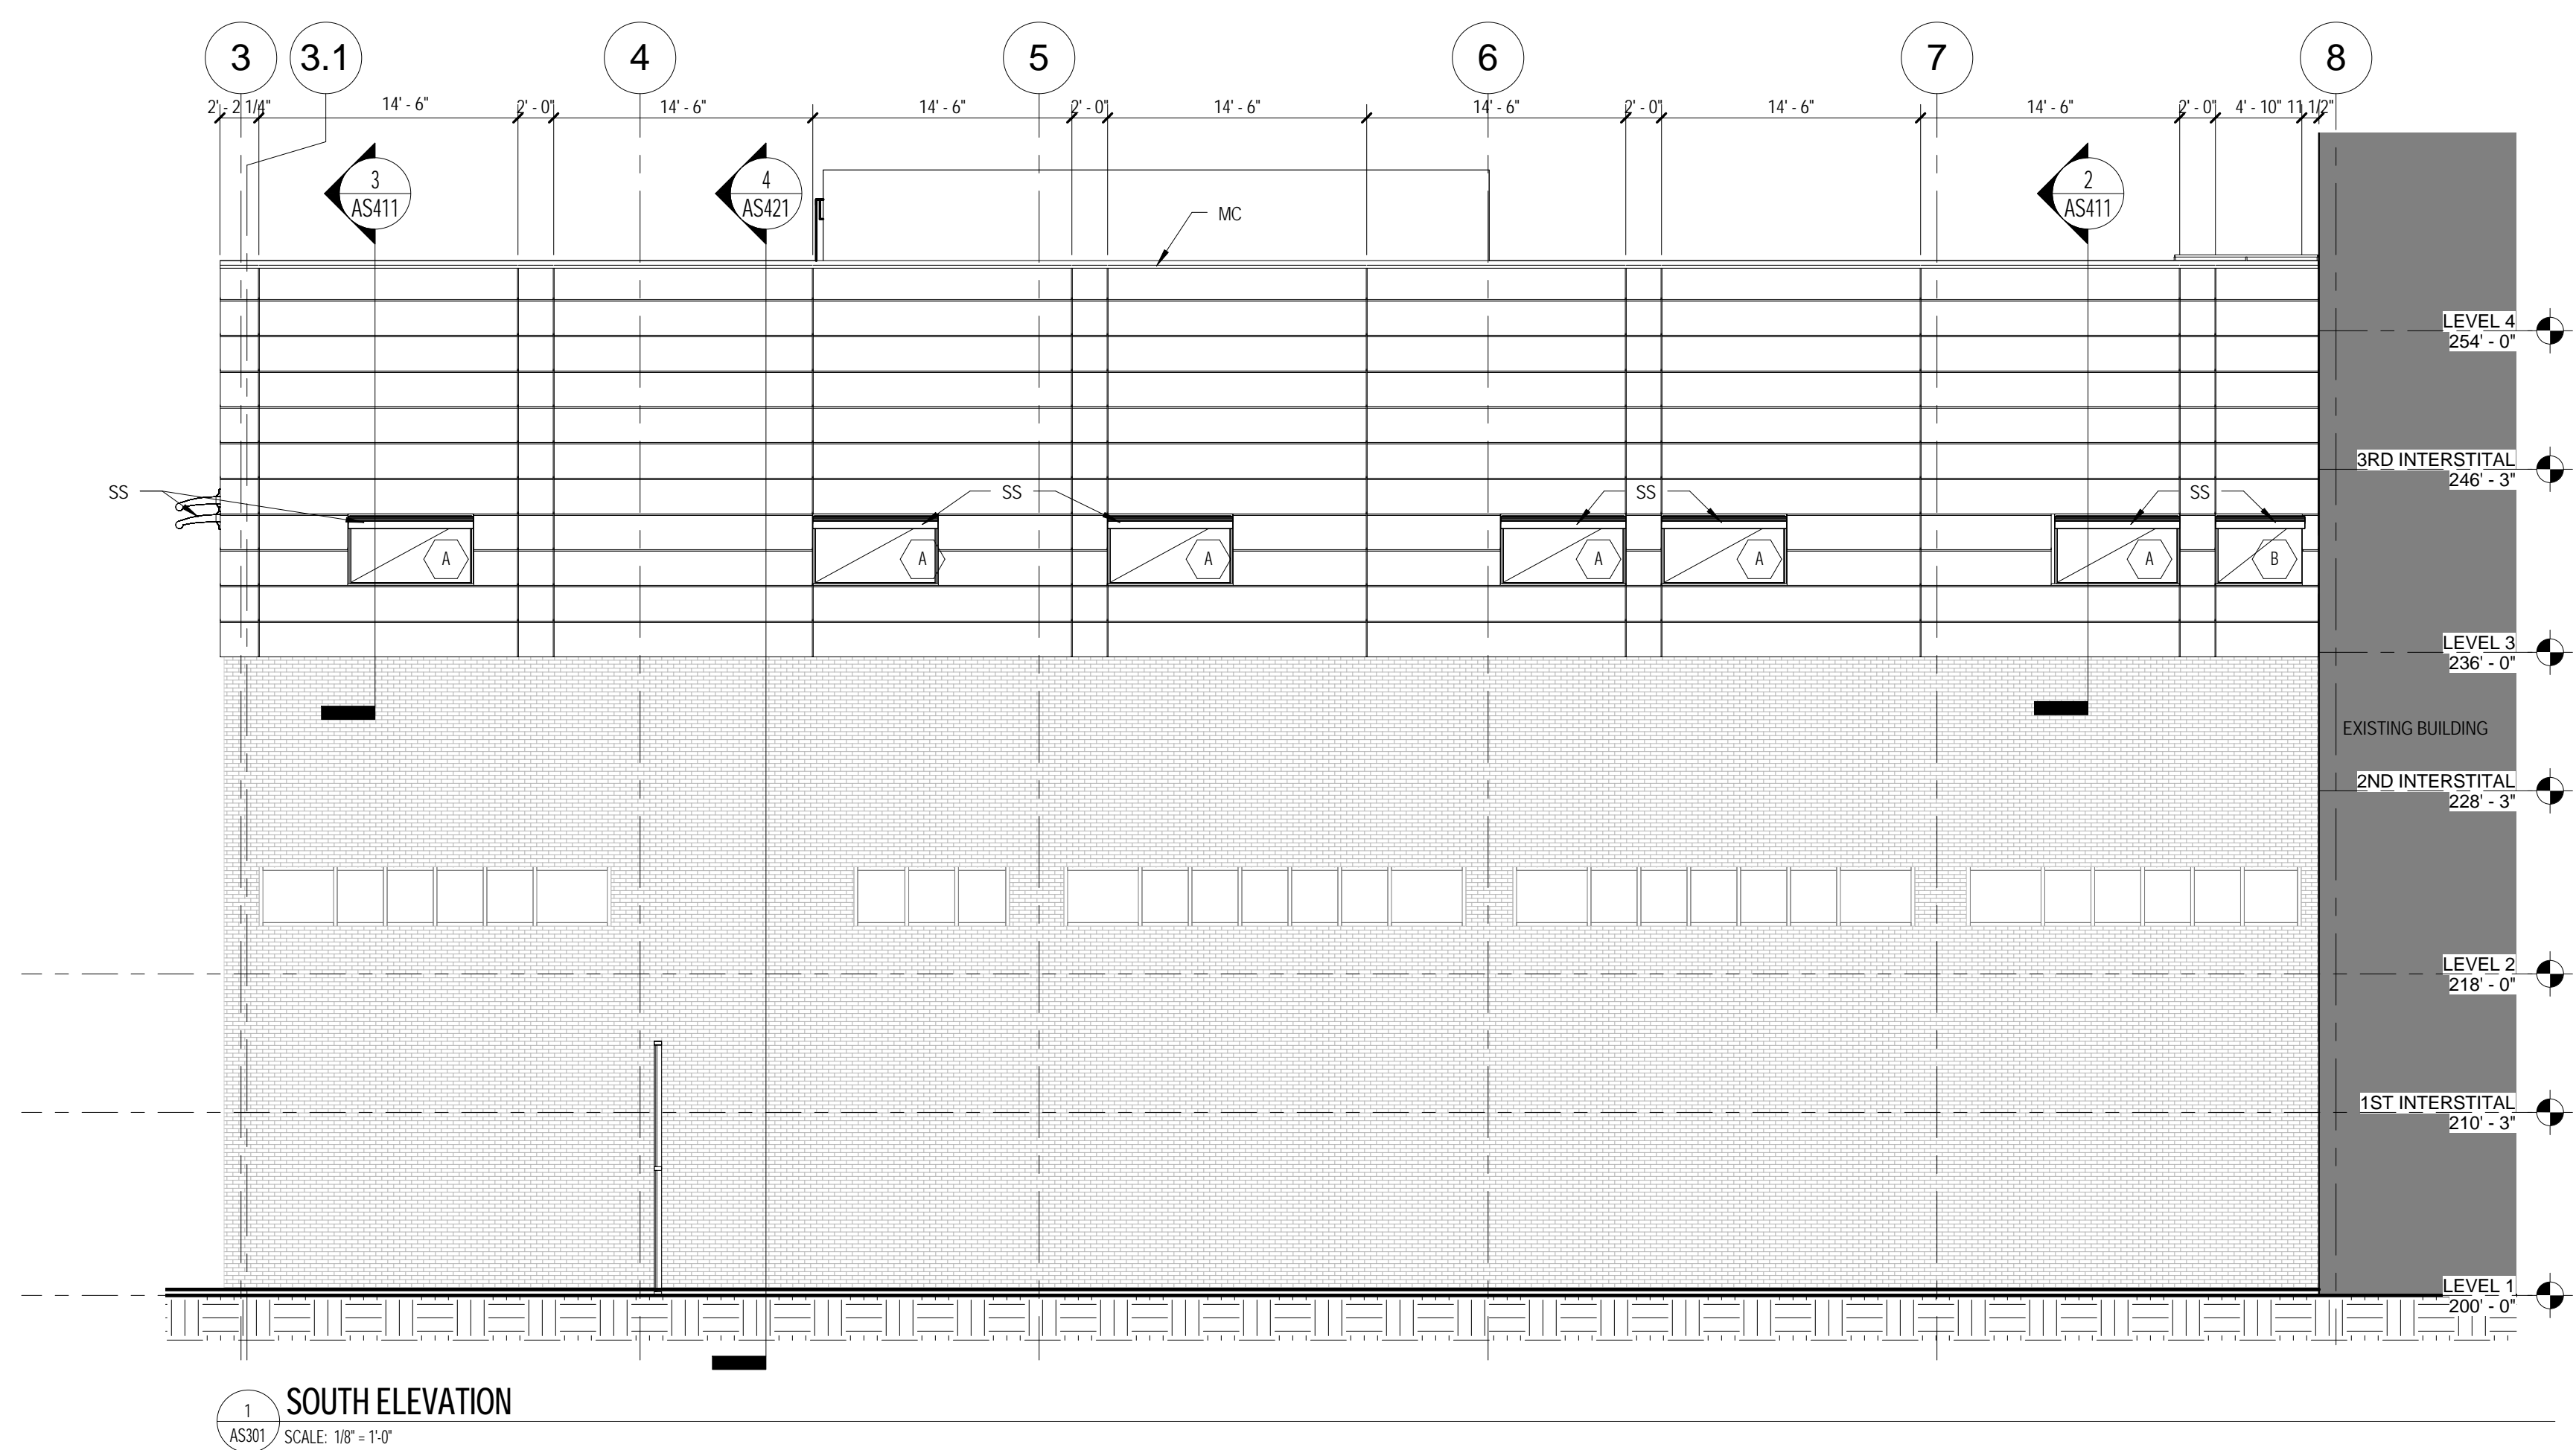 3 3.1 4 5 6 7 8
2' - 2 1/4" 14' - 6" 2' - 0" 14' - 6" 14' - 6" 2' - 0" 14' - 6" 14' - 6" 2' - 0" 14' - 6" 14' - 6" 2' - 0" 4' - 10" 11 1/2"
3
AS411
4
AS421
2
AS411
MC
LEVEL 4
254' - 0"
3RD INTERSTITAL
246' - 3"
SS SS SS SS
A A A A A A B
LEVEL 3
236' - 0"
EXISTING BUILDING
2ND INTERSTITAL
228' - 3"
LEVEL 2
218' - 0"
1ST INTERSTITAL
210' - 3"
LEVEL 1
200' - 0"
1
AS301
SOUTH ELEVATION
SCALE: 1/8" = 1'-0"